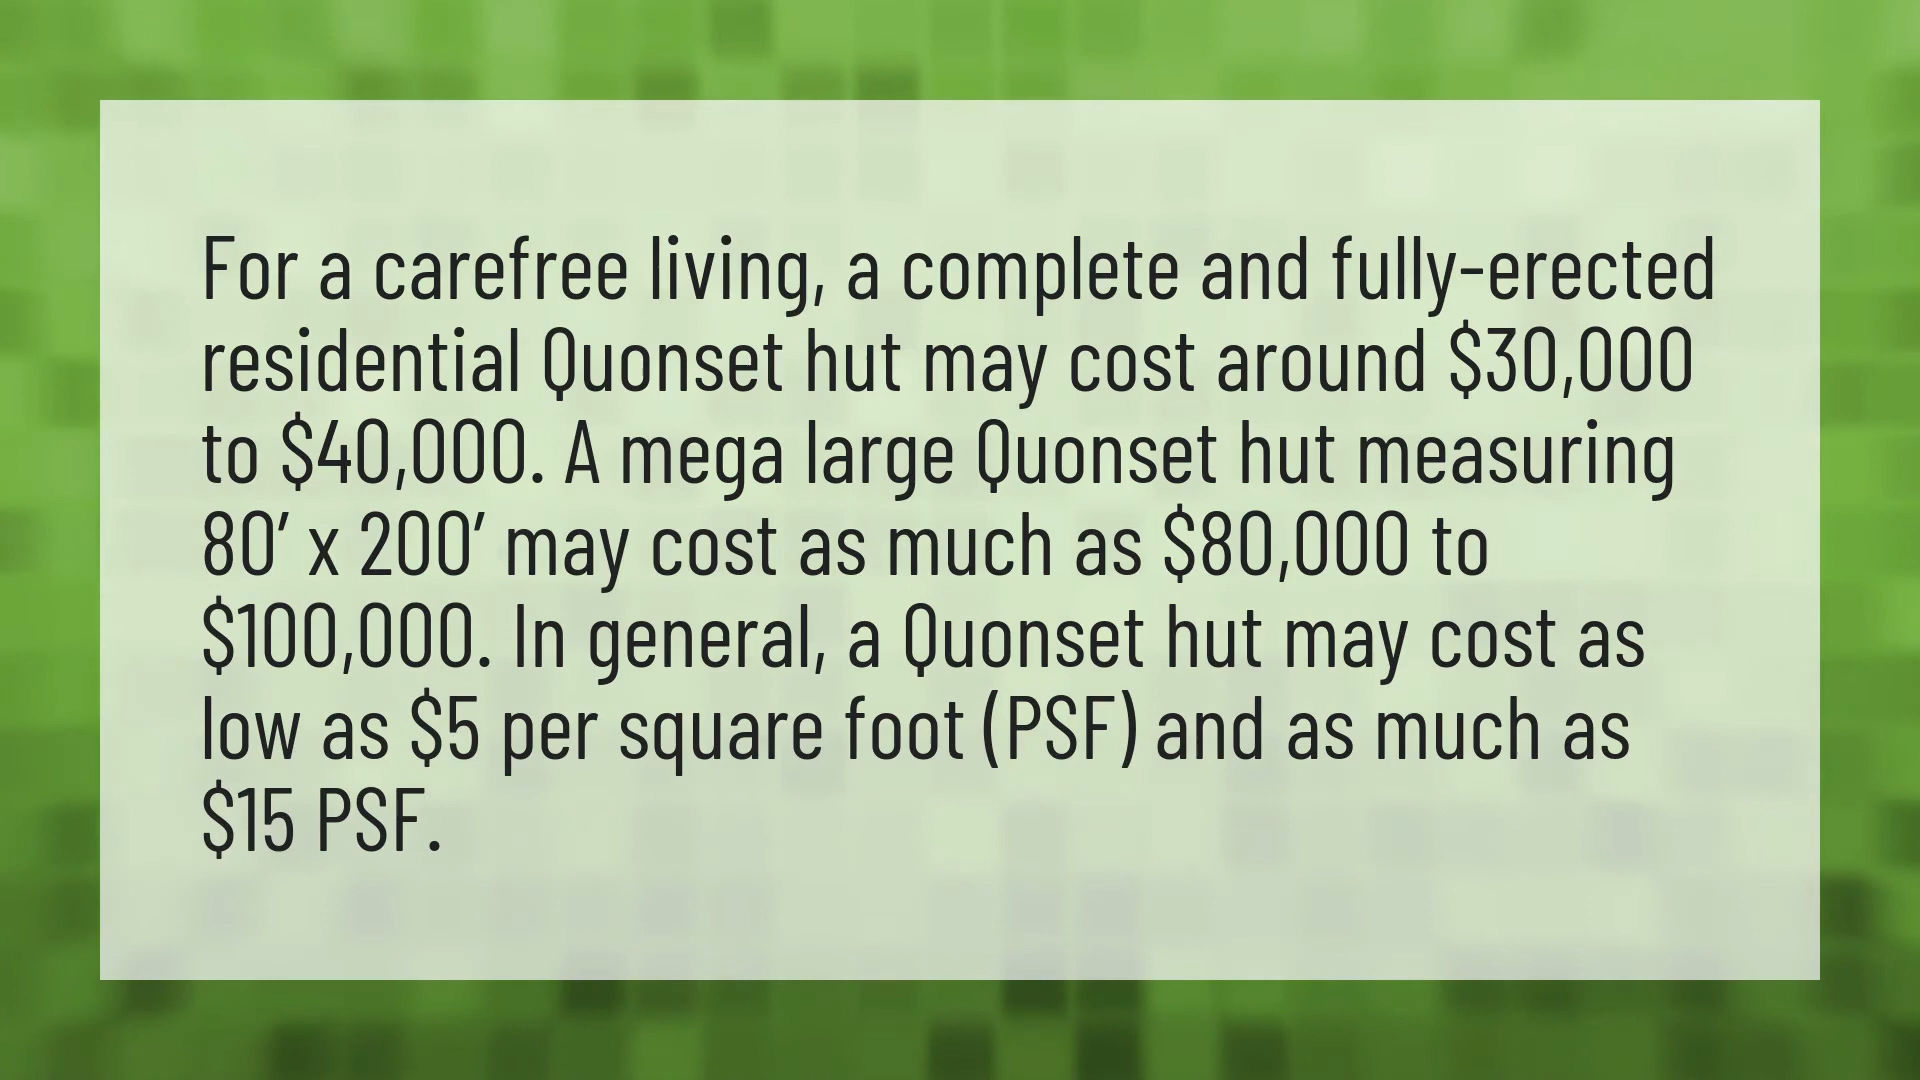 For a carefree living, a complete and fully-erected
residential Quonset hut may cost around $30,000
to $40,000. A mega large Quonset hut measuring
80′ x 200′ may cost as much as $80,000 to
$100,000. In general, a Quonset hut may cost as
low as $5 per square foot (PSF) and as much as
$15 PSF.